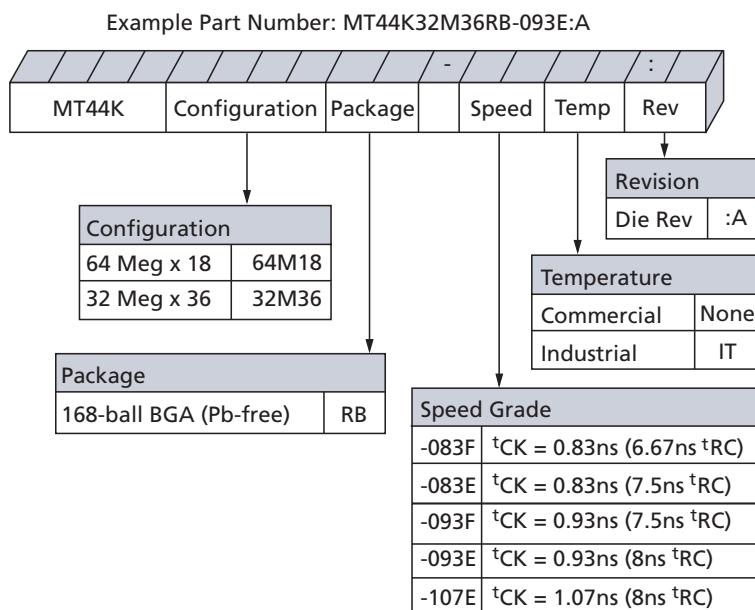 Example Part Number: MT44K32M36RB-093E:A
- :
MT44K Configuration Package Speed Temp Rev
Revision
Die Rev :A
Configuration
64 Meg x 18 64M18
32 Meg x 36 32M36
Temperature
Commercial None
Industrial IT
Package
168-ball BGA (Pb-free) RB
Speed Grade
-083F tCK = 0.83ns (6.67ns tRC)
-083E tCK = 0.83ns (7.5ns tRC)
-093F tCK = 0.93ns (7.5ns tRC)
-093E tCK = 0.93ns (8ns tRC)
-107E tCK = 1.07ns (8ns tRC)